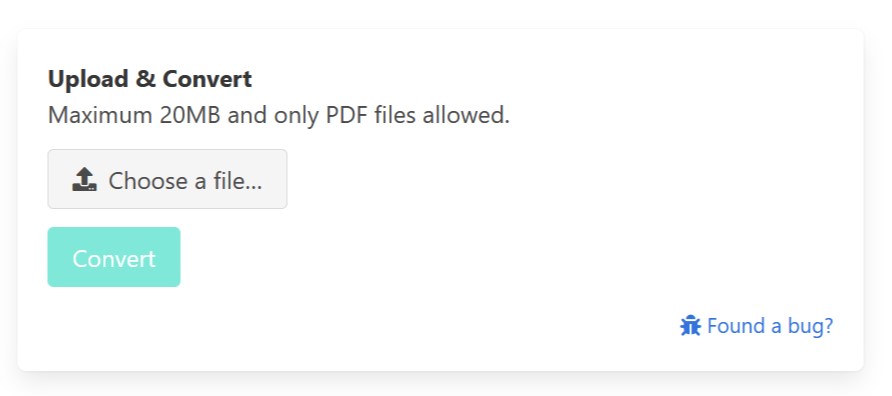 Upload & Convert
Maximum 20MB and only PDF files allowed.
Choose a file...
Convert
Found a bug?